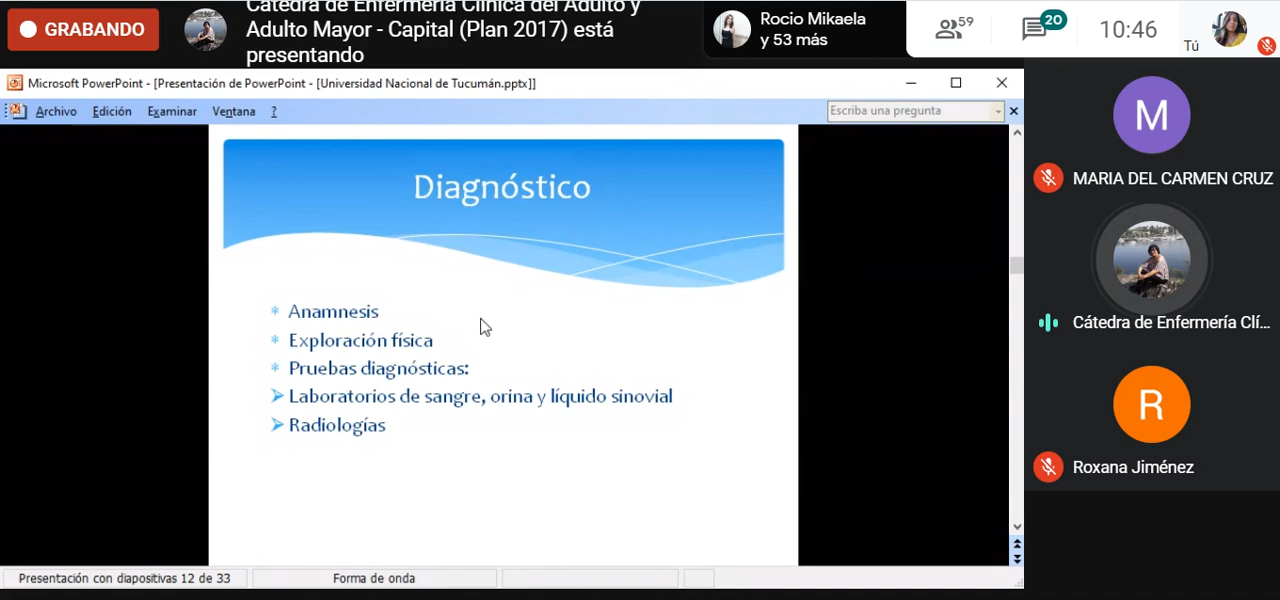 GRABANDO
Cátedra de Enfermería Clínica del Adulto y
Adulto Mayor - Capital (Plan 2017) está
presentando
Rocio Mikaela
y 53 más
59
20
10:46
Tú
Microsoft PowerPoint - [Presentación de PowerPoint - [Universidad Nacional de Tucumán.pptx]]
Archivo Edición Examinar Ventana ?
Escriba una pregunta
Diagnóstico
* Anamnesis
* Exploración física
* Pruebas diagnósticas:
➢ Laboratorios de sangre, orina y líquido sinovial
➢ Radiologías
M
MARIA DEL CARMEN CRUZ
Cátedra de Enfermería Clí...
R
Roxana Jiménez
Presentación con diapositivas 12 de 33
Forma de onda